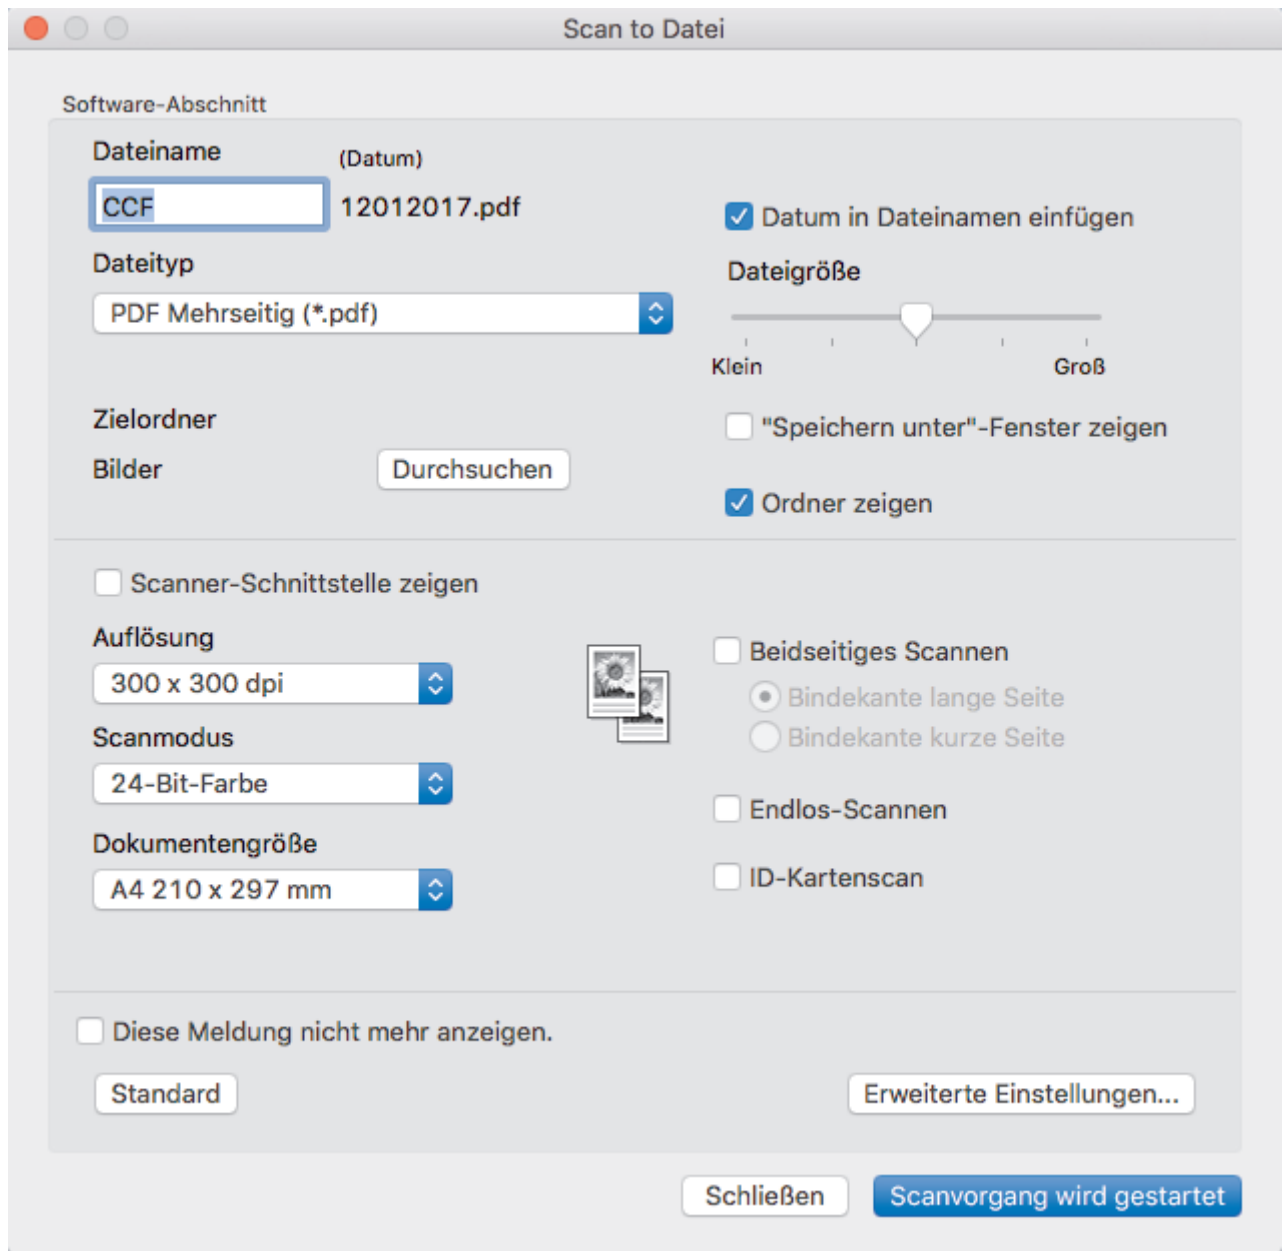 Scan to Datei
Software-Abschnitt
Dateiname
(Datum)
CCF
12012017.pdf
Datum in Dateinamen einfügen
Dateityp
PDF Mehrseitig (*.pdf)
Dateigröße
Klein
Groß
Zielordner
Bilder
Durchsuchen
"Speichern unter"-Fenster zeigen
Ordner zeigen
Scanner-Schnittstelle zeigen
Auflösung
300 x 300 dpi
Scanmodus
24-Bit-Farbe
Dokumentengröße
A4 210 x 297 mm
Beidseitiges Scannen
Bindekante lange Seite
Bindekante kurze Seite
Endlos-Scannen
ID-Kartenscan
Diese Meldung nicht mehr anzeigen.
Standard
Erweiterte Einstellungen...
Schließen
Scanvorgang wird gestartet